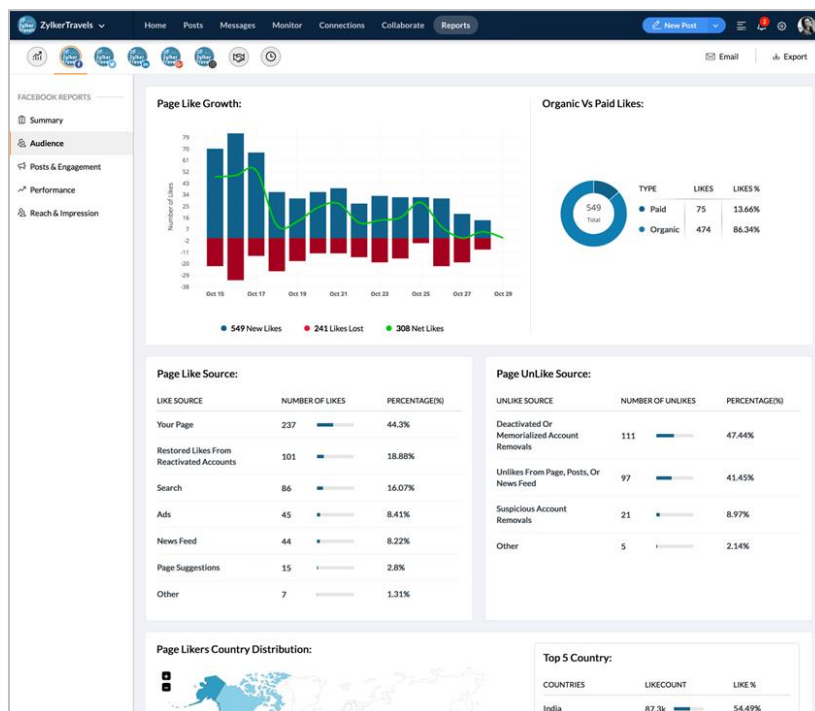 ZylkerTravels
Home Posts Messages Monitor Connections Collaborate Reports
New Post
2
Email Export
FACEBOOK REPORTS
Summary
Audience
Posts & Engagement
Performance
Reach & Impression
Page Like Growth:
Number of Likes
79
70
61
52
43
34
25
16
7
-2
-11
-20
-29
-38
Oct 15 Oct 17 Oct 19 Oct 21 Oct 23 Oct 25 Oct 27 Oct 29
549 New Likes 241 Likes Lost 308 Net Likes
Organic Vs Paid Likes:
549
Total
TYPE LIKES LIKES %
Paid 75 13.66%
Organic 474 86.34%
Page Like Source:
LIKE SOURCE NUMBER OF LIKES PERCENTAGE(%)
Your Page 237 44.3%
Restored Likes From
Reactivated Accounts 101 18.88%
Search 86 16.07%
Ads 45 8.41%
News Feed 44 8.22%
Page Suggestions 15 2.8%
Other 7 1.31%
Page UnLike Source:
UNLIKE SOURCE NUMBER OF UNLIKES PERCENTAGE(%)
Deactivated Or
Memorialized Account 111 47.44%
Removals
Unlikes From Page, Posts, Or
News Feed 97 41.45%
Suspicious Account
Removals 21 8.97%
Other 5 2.14%
Page Likers Country Distribution:
+
-
Top 5 Country:
COUNTRIES LIKECOUNT LIKE %
India 87.3k 54.49%